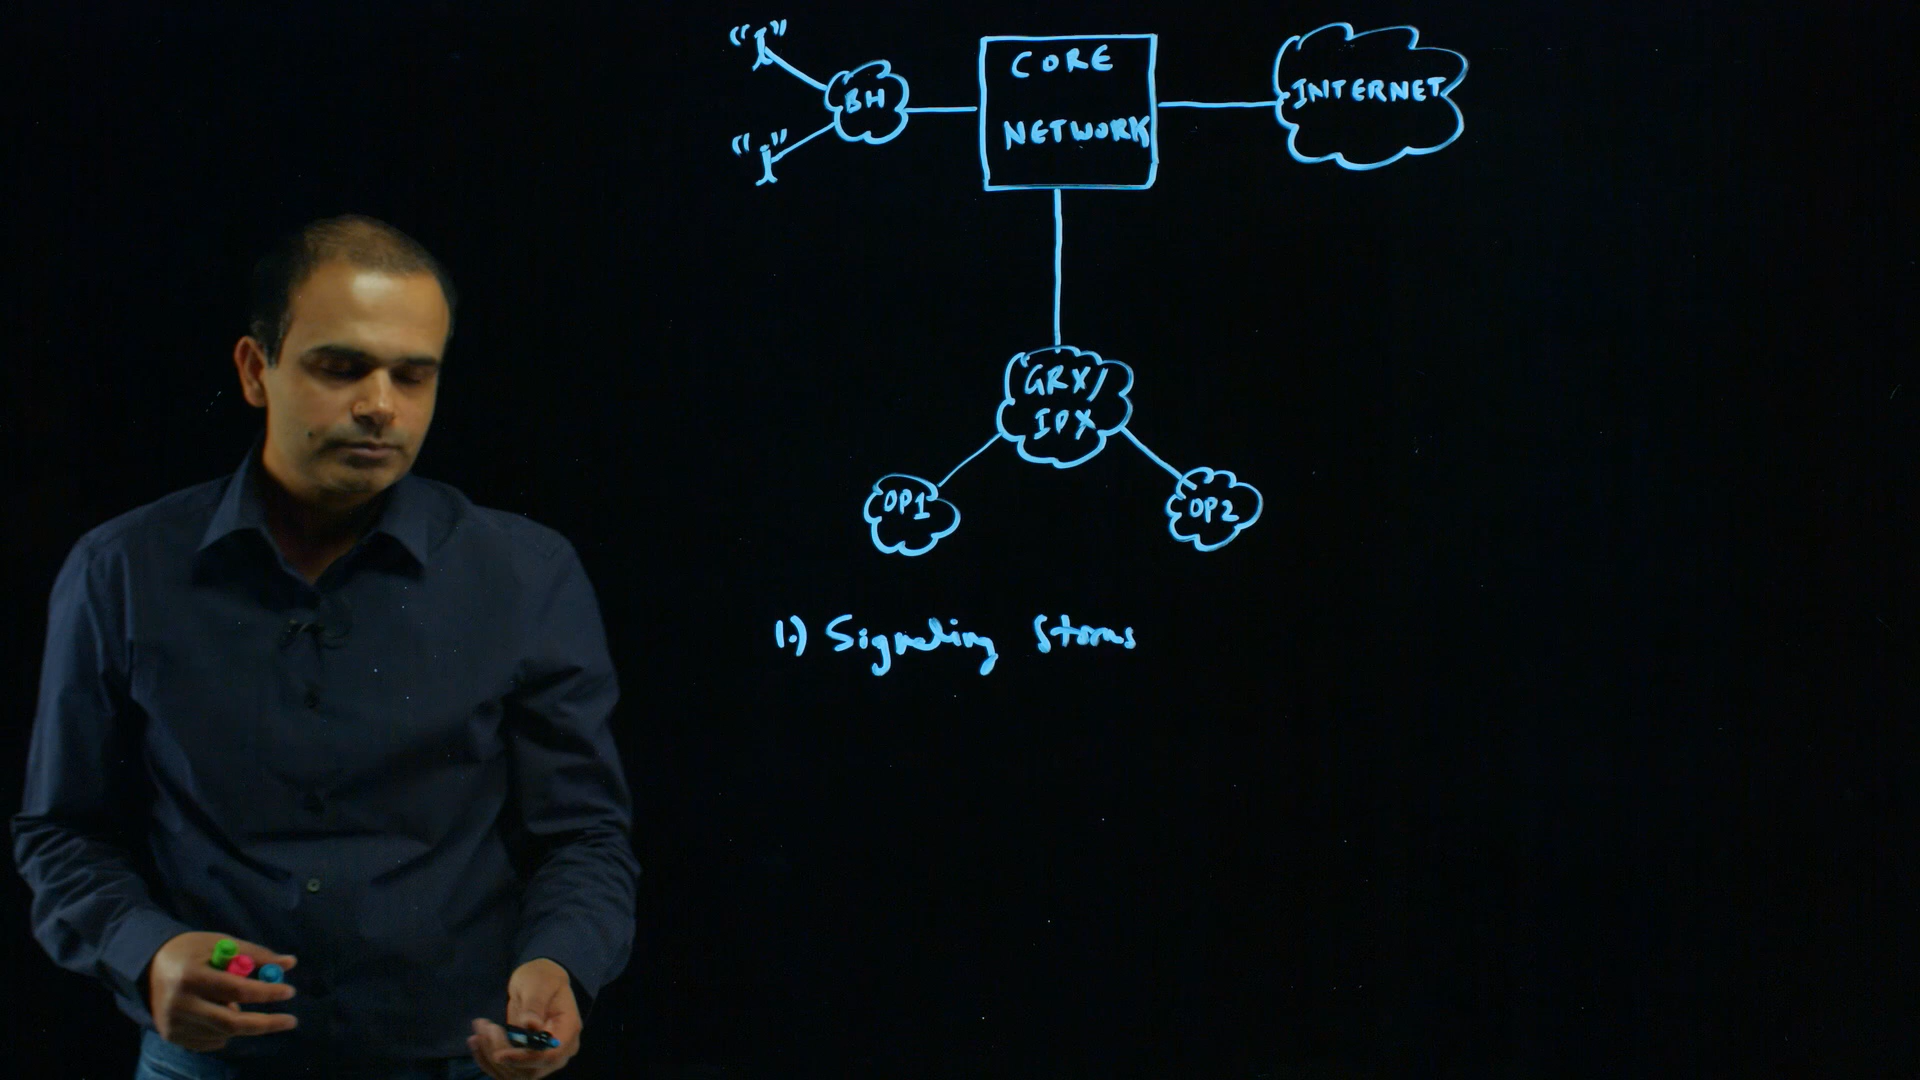 CORE
NETWORK
BH
INTERNET
GRX/
IPX
OP1
OP2
1.) Signaling Storms